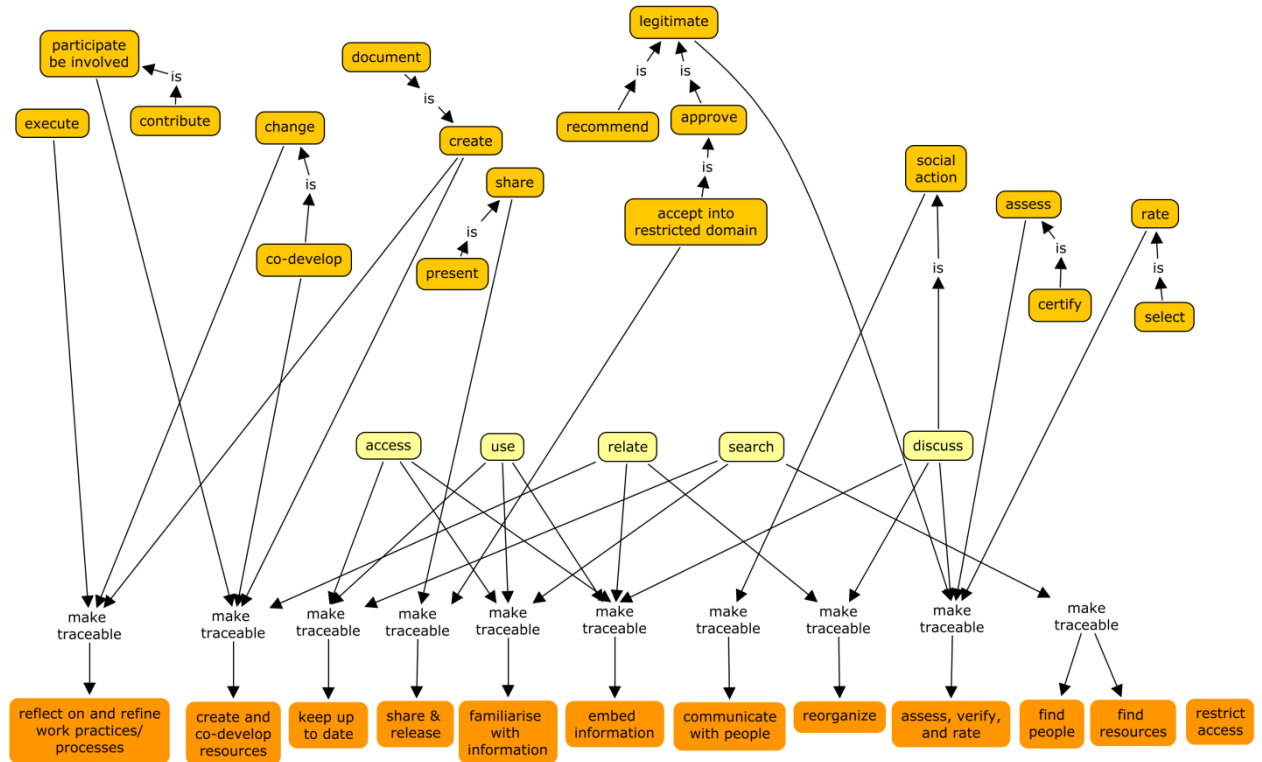 legitimate
participate
be involved
document
is
is
is
is
execute
contribute
change
recommend
approve
create
is
share
is
social
action
assess
rate
accept into
restricted domain
is
co-develop
present
is
is
is
certify
select
access
use
relate
search
discuss
make
traceable
make
traceable
make
traceable
make
traceable
make
traceable
make
traceable
make
traceable
make
traceable
make
traceable
make
traceable
reflect on and refine
work practices/
processes
create and
co-develop
resources
keep up
to date
share &
release
familiarise
with
information
embed
information
communicate
with people
reorganize
assess, verify,
and rate
find
people
find
resources
restrict
access